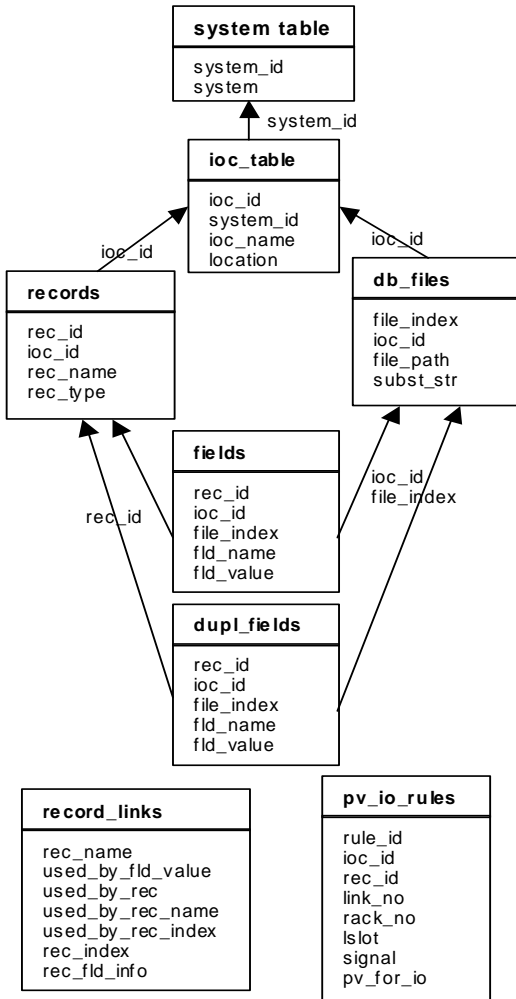 system table
system_id
system
system_id
ioc_table
ioc_id
system_id
ioc_name
location
ioc_id
ioc_id
records
rec_id
ioc_id
rec_name
rec_type
db_files
file_index
ioc_id
file_path
subst_str
fields
rec_id
ioc_id
file_index
fld_name
fld_value
rec_id
ioc_id
file_index
dupl_fields
rec_id
ioc_id
file_index
fld_name
fld_value
record_links
rec_name
used_by_fld_value
used_by_rec
used_by_rec_name
used_by_rec_index
rec_index
rec_fld_info
pv_io_rules
rule_id
ioc_id
rec_id
link_no
rack_no
lslot
signal
pv_for_io